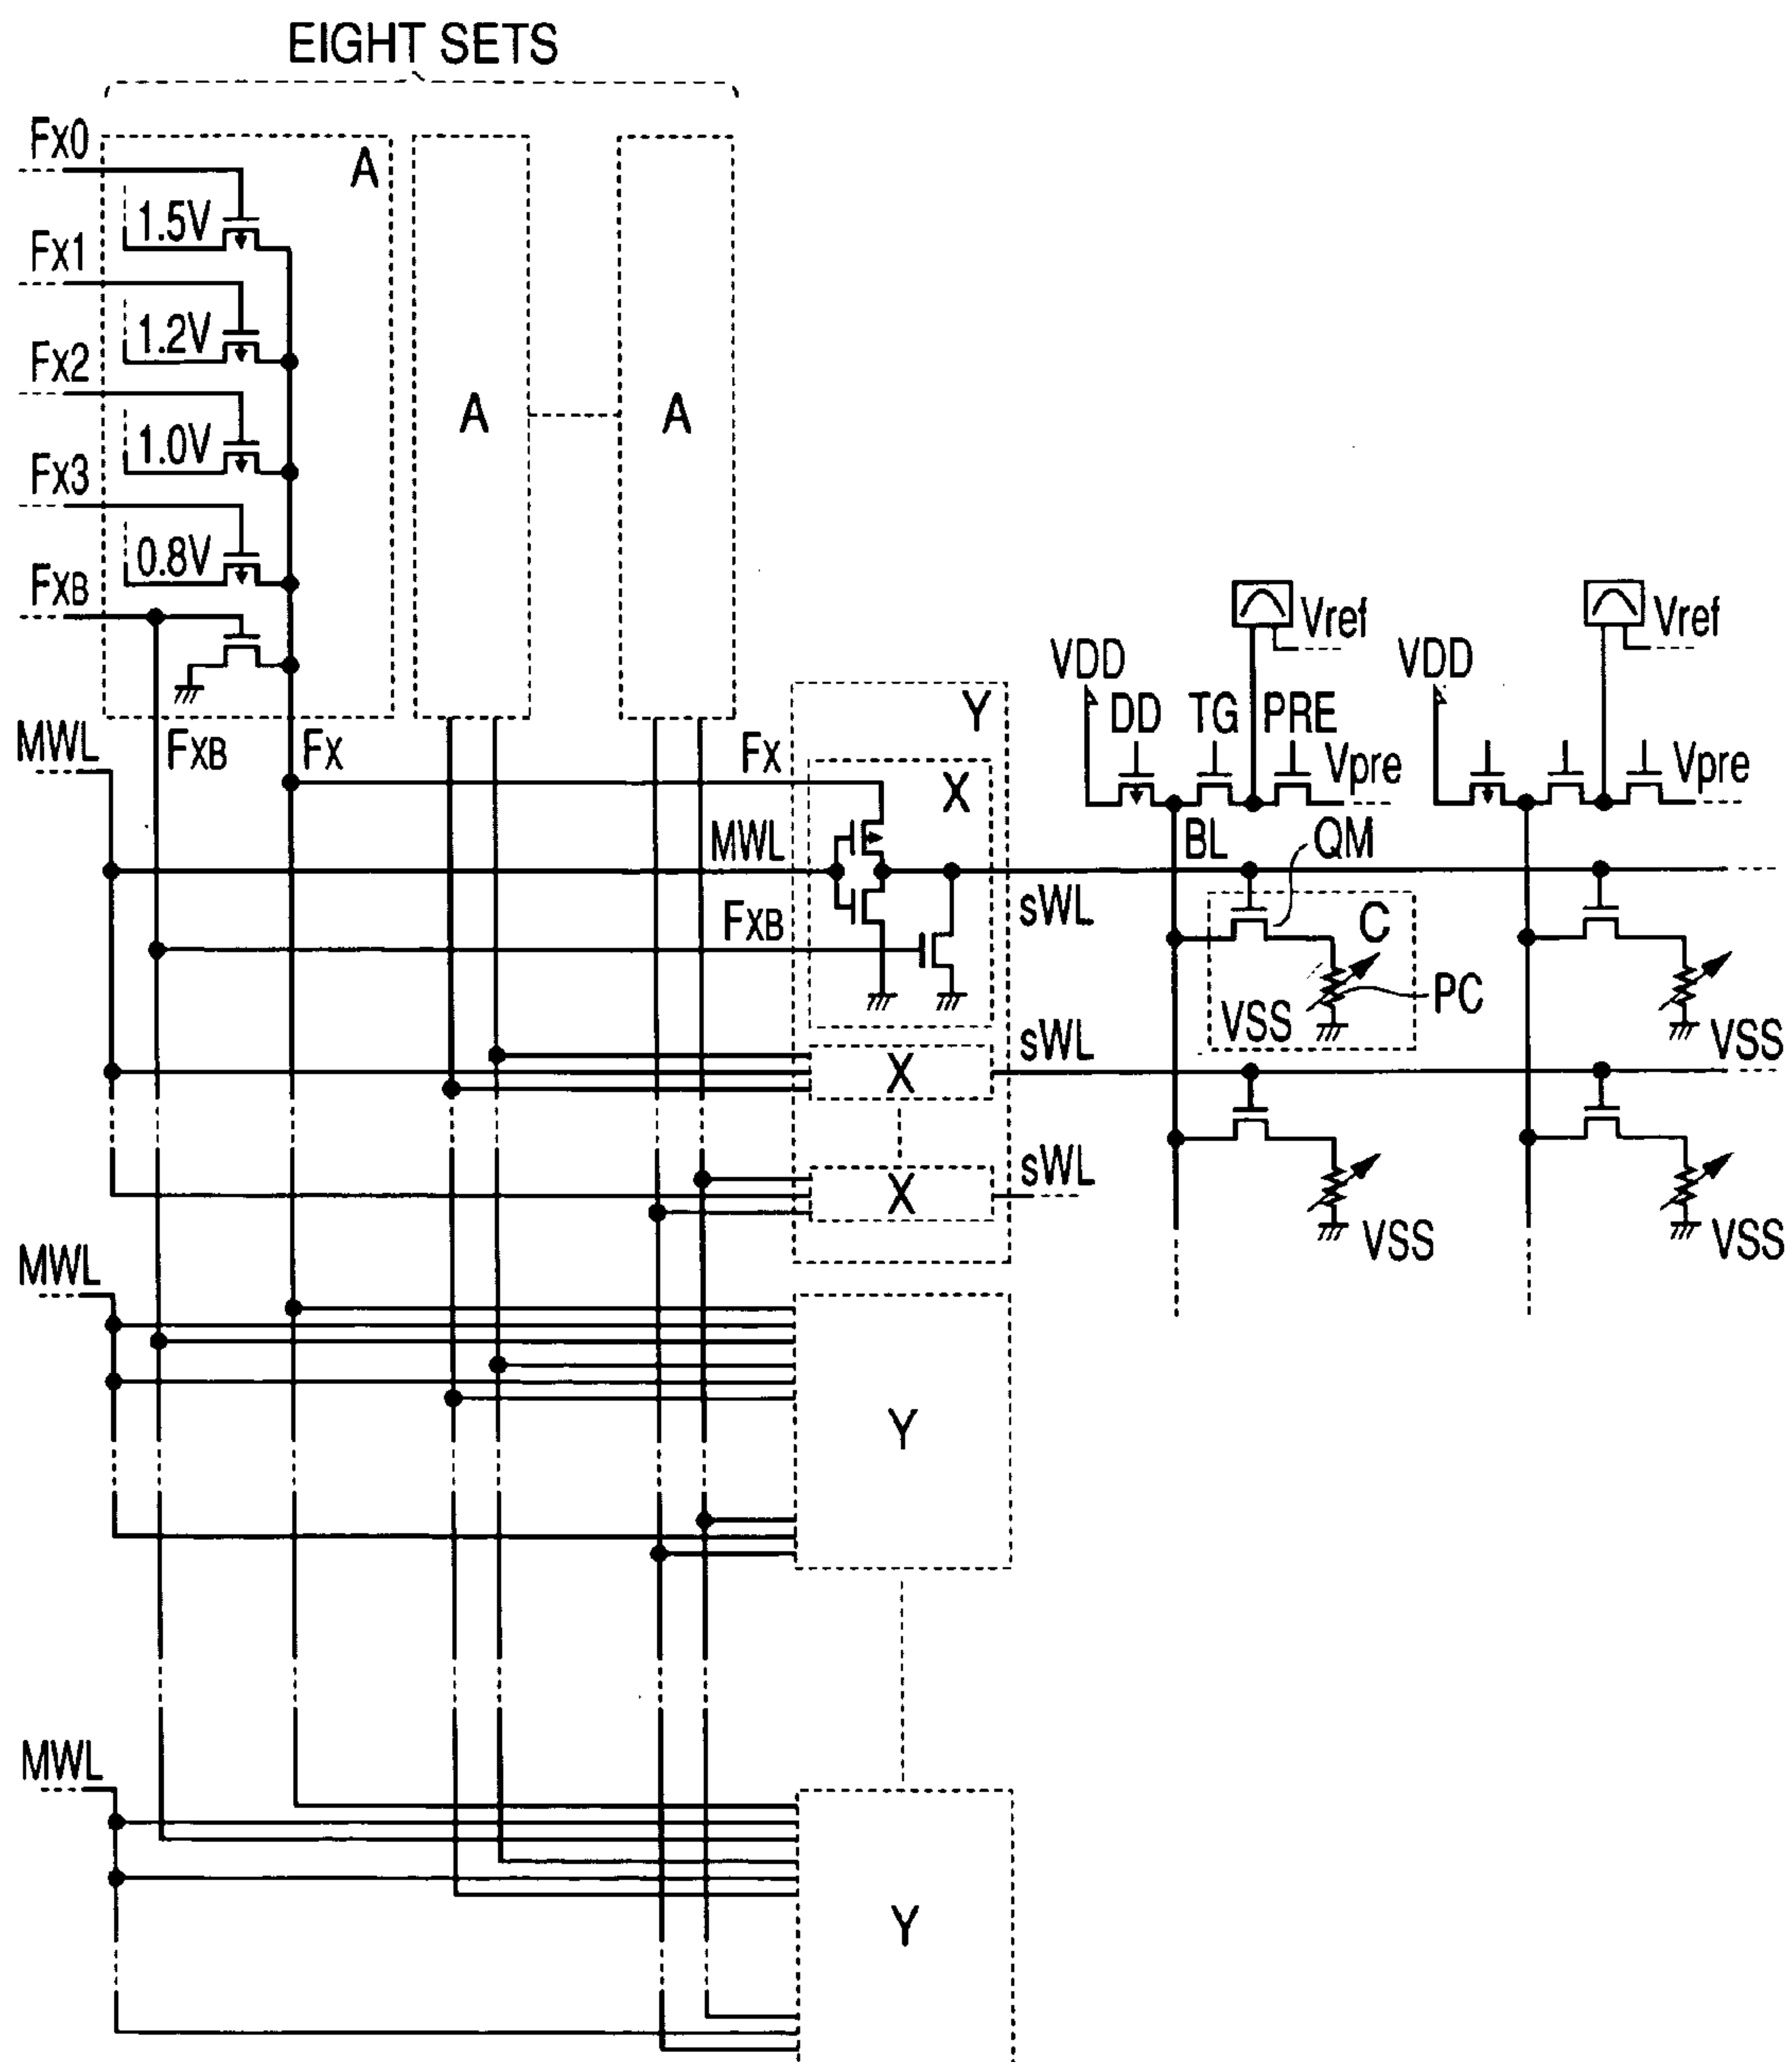 EIGHT SETS
FX0
A
1.5V
FX1
1.2V
FX2
A
A
1.0V
FX3
0.8V
FXB
Vref
Vref
VDD
VDD
DD
TG
PRE
Y
MWL
FXB
FX
FX
Vpre
Vpre
X
MWL
BL
QM
sWL
FXB
C
PC
VSS
sWL
VSS
X
sWL
X
VSS
VSS
MWL
Y
MWL
Y